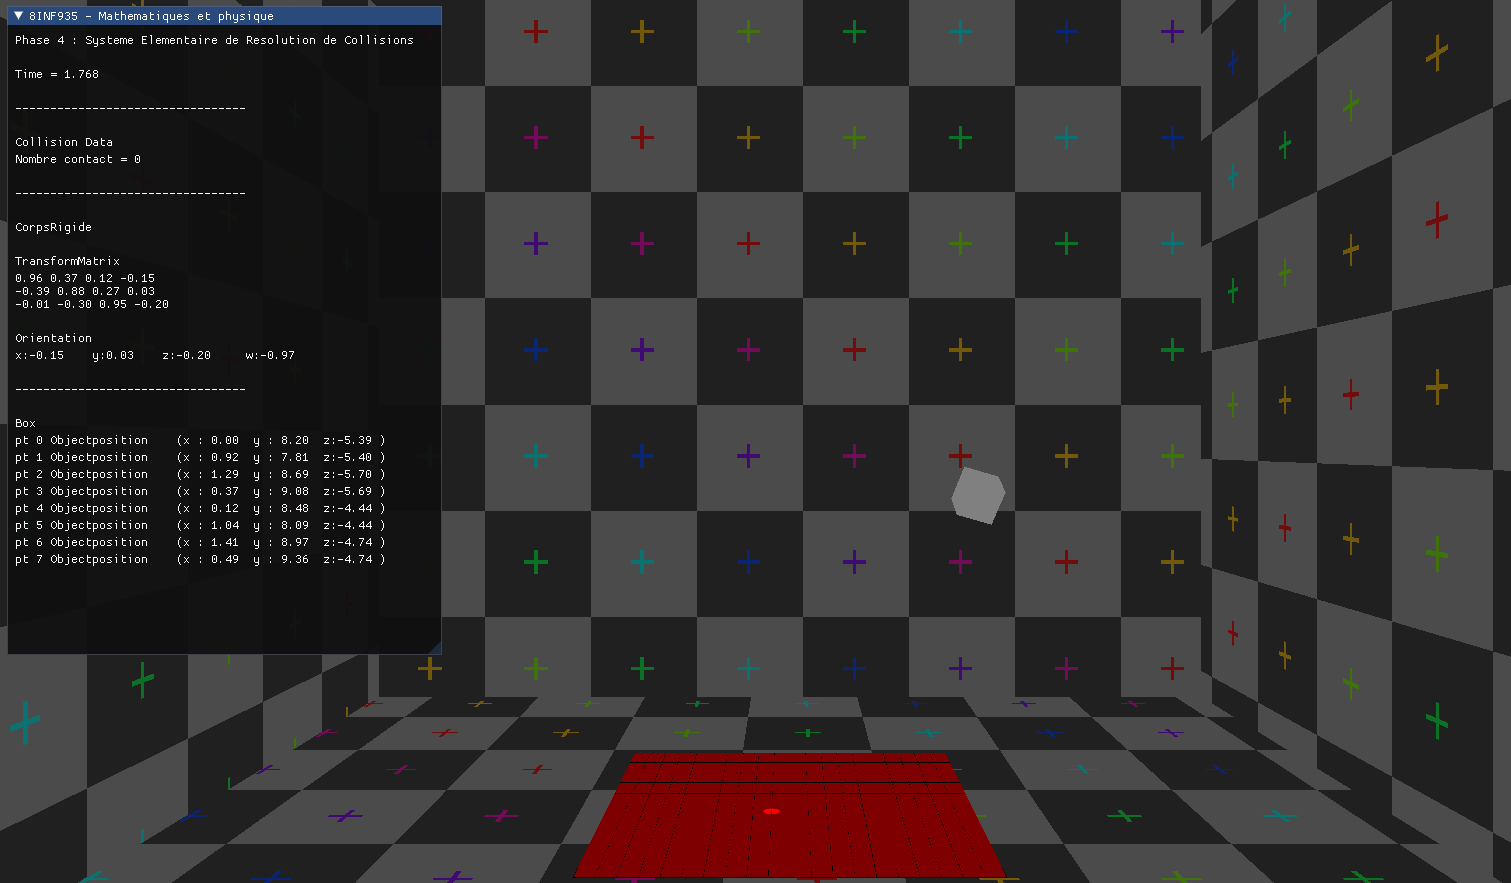 8INF935 - Mathematiques et physique
Phase 4 : Systeme Elementaire de Resolution de Collisions
Time = 1.768
---------------------------------
Collision Data
Nombre contact = 0
---------------------------------
CorpsRigide
TransformMatrix
0.96 0.37 0.12 -0.15
-0.39 0.88 0.27 0.03
-0.01 -0.30 0.95 -0.20
Orientation
x:-0.15    y:0.03    z:-0.20     w:-0.97
---------------------------------
Box
pt 0 Objectposition    (x : 0.00  y : 8.20  z:-5.39 )
pt 1 Objectposition    (x : 0.92  y : 7.81  z:-5.40 )
pt 2 Objectposition    (x : 1.29  y : 8.69  z:-5.70 )
pt 3 Objectposition    (x : 0.37  y : 9.08  z:-5.69 )
pt 4 Objectposition    (x : 0.12  y : 8.48  z:-4.44 )
pt 5 Objectposition    (x : 1.04  y : 8.09  z:-4.44 )
pt 6 Objectposition    (x : 1.41  y : 8.97  z:-4.74 )
pt 7 Objectposition    (x : 0.49  y : 9.36  z:-4.74 )